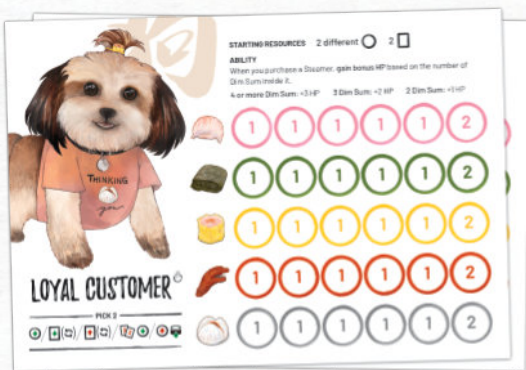 STARTING RESOURCES 2 different 2
ABILITY
When you purchase a Steamer, gain bonus HP based on the number of
Dim Sum inside it.
4 or more Dim Sum: +3 HP 3 Dim Sum: +2 HP 2 Dim Sum: +1 HP
1 1 1 1 1 2
1 1 1 1 1 2
1 1 1 1 1 2
1 1 1 1 1 2
1 1 1 1 1 2
THINKING
LOYAL CUSTOMER
PICK 2